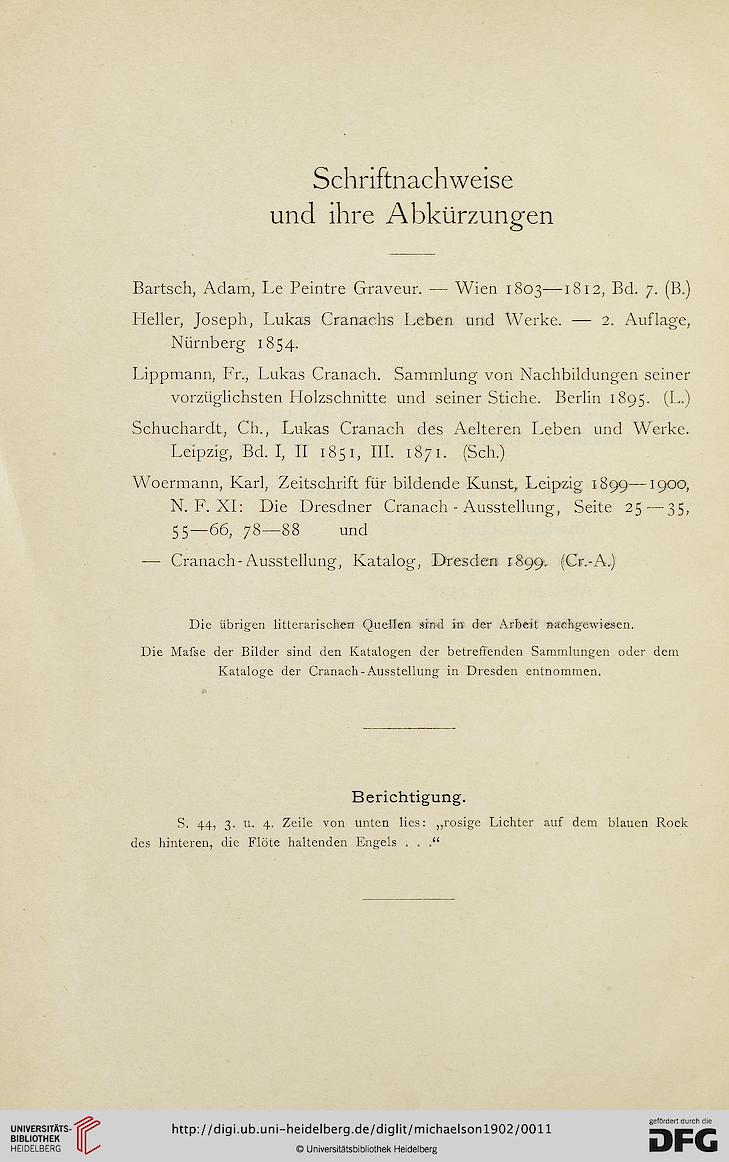 Schriftnachweise
und ihre Abkürzungen
Bartsch, Adam, Le Peintre Graveur. — Wien 1803—1812, Bd. 7. (B.)
Heller, Joseph, Lukas Cranachs Leben und Werke. — 2. Auflage,
Nürnberg 1854.
Lippmann, Fr., Lukas Cranach. Sammlung von Nachbildungen seiner
vorzüglichsten Holzschnitte und seiner Stiche. Berlin 1895. (L.)
Schuchardt, Ch., Lukas Cranach des Aelteren Leben und Werke.
Leipzig, Bd. I, II 1851, III. 1871. (Sch.)
Woermann, Karl, Zeitschrift für bildende Kunst, Leipzig 1899—1900,
N. F. XI: Die Dresdner Cranach-Ausstellung, Seite 25—35,
55—66, 78—88 und
— Cranach-Ausstellung, Katalog, Dresden 1899. (Cr.-A.)
Die übrigen litterarischen Quellen sind in der Arbeit nachgewiesen.
Die Mafse der Bilder sind den Katalogen der betreffenden Sammlungen oder dem
Kataloge der Cranach-Ausstellung in Dresden entnommen.
Berichtigung.
S. 44, 3. u. 4. Zeile von unten lies: „rosige Lichter auf dem blauen Rock
des hinteren, die Flöte haltenden Engels . . .“
UNIVERSITÄTS-
BIBLIOTHEK
HEIDELBERG
http://digi.ub.uni-heidelberg.de/diglit/michaelson1902/0011
© Universitätsbibliothek Heidelberg
gefördert durch die
DFG